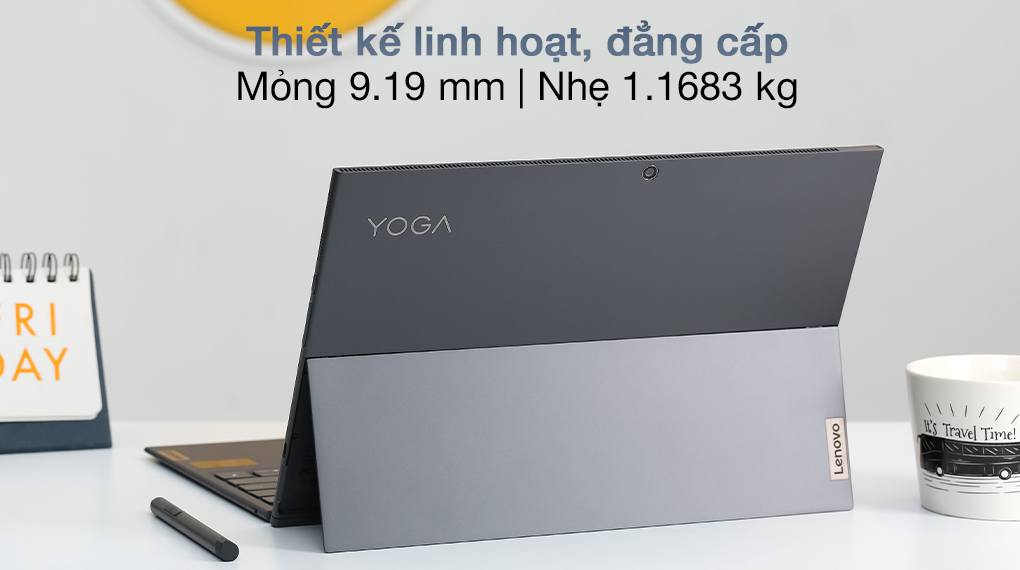 Thiết kế linh hoạt, đẳng cấp
Mỏng 9.19 mm | Nhẹ 1.1683 kg
YOGA
FRI
DAY
Lenovo
It's Travel Time!